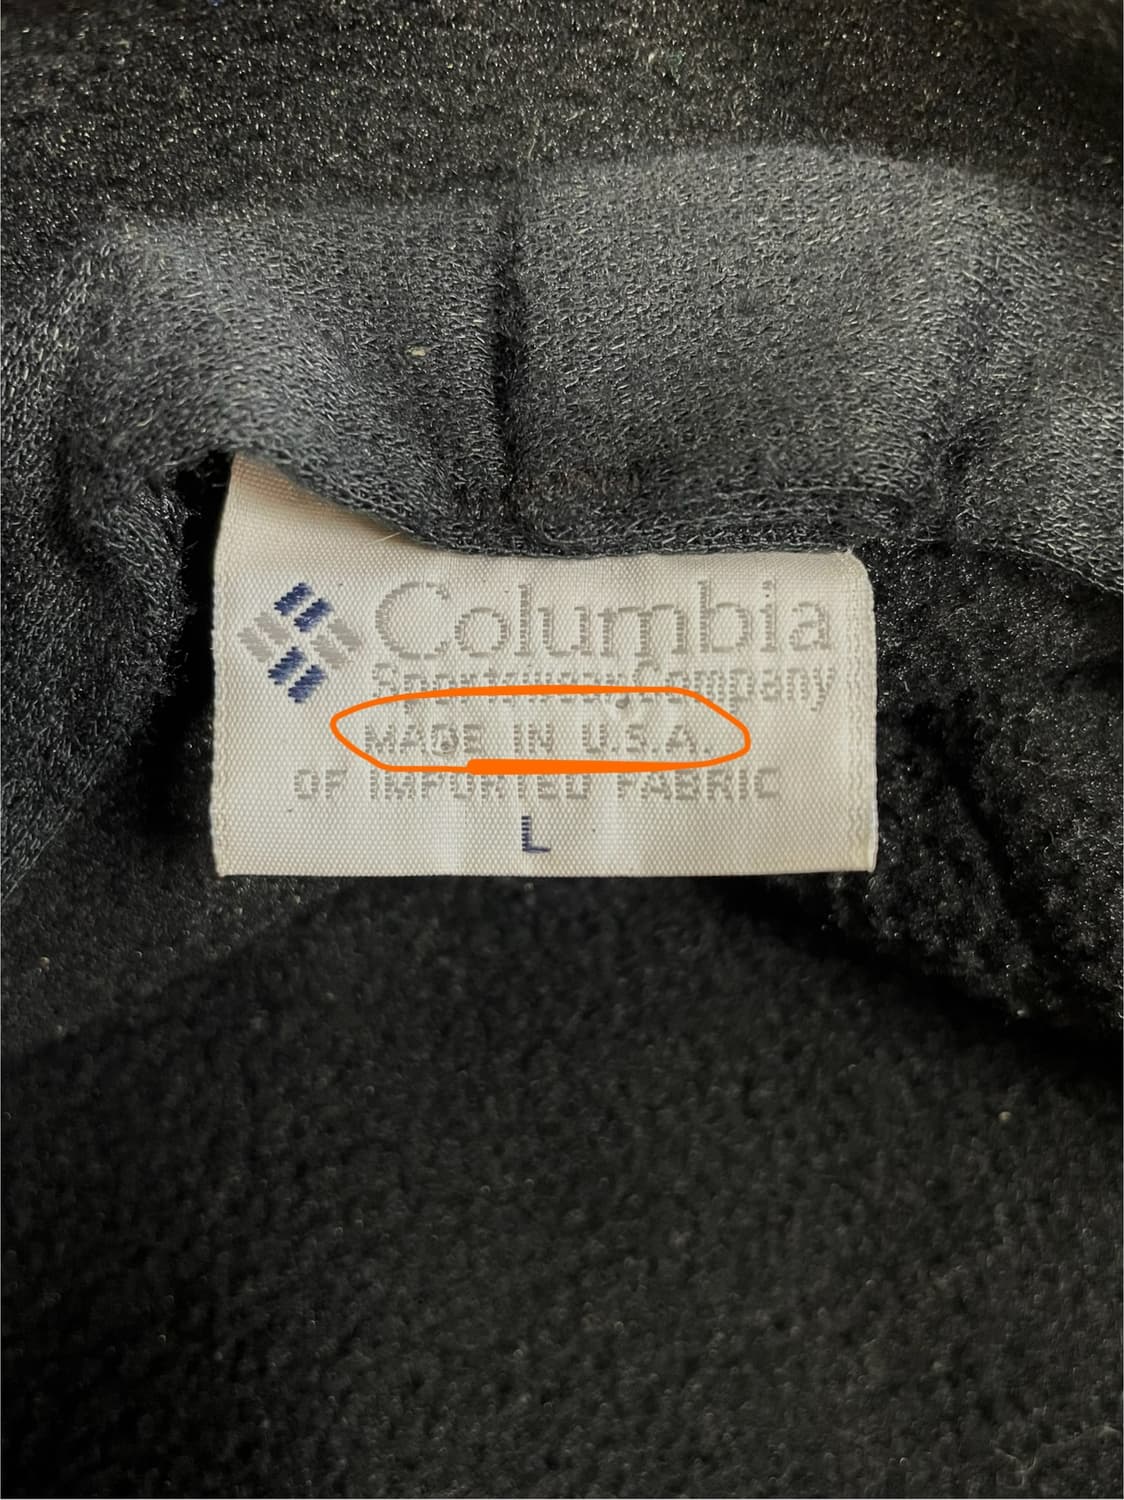 Columbia
Sportswear Company
MADE IN U.S.A.
OF IMPORTED FABRIC
L